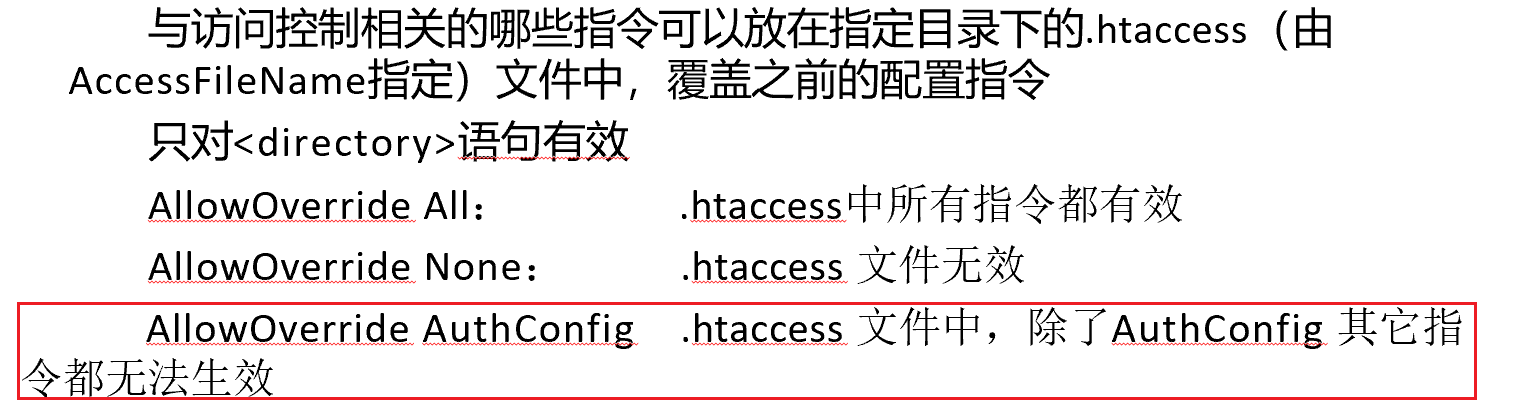 与访问控制相关的哪些指令可以放在指定目录下的.htaccess（由
AccessFileName指定）文件中，覆盖之前的配置指令
只对<directory>语句有效
AllowOverride All： .htaccess中所有指令都有效
AllowOverride None： .htaccess 文件无效
AllowOverride AuthConfig .htaccess 文件中，除了AuthConfig 其它指
令都无法生效